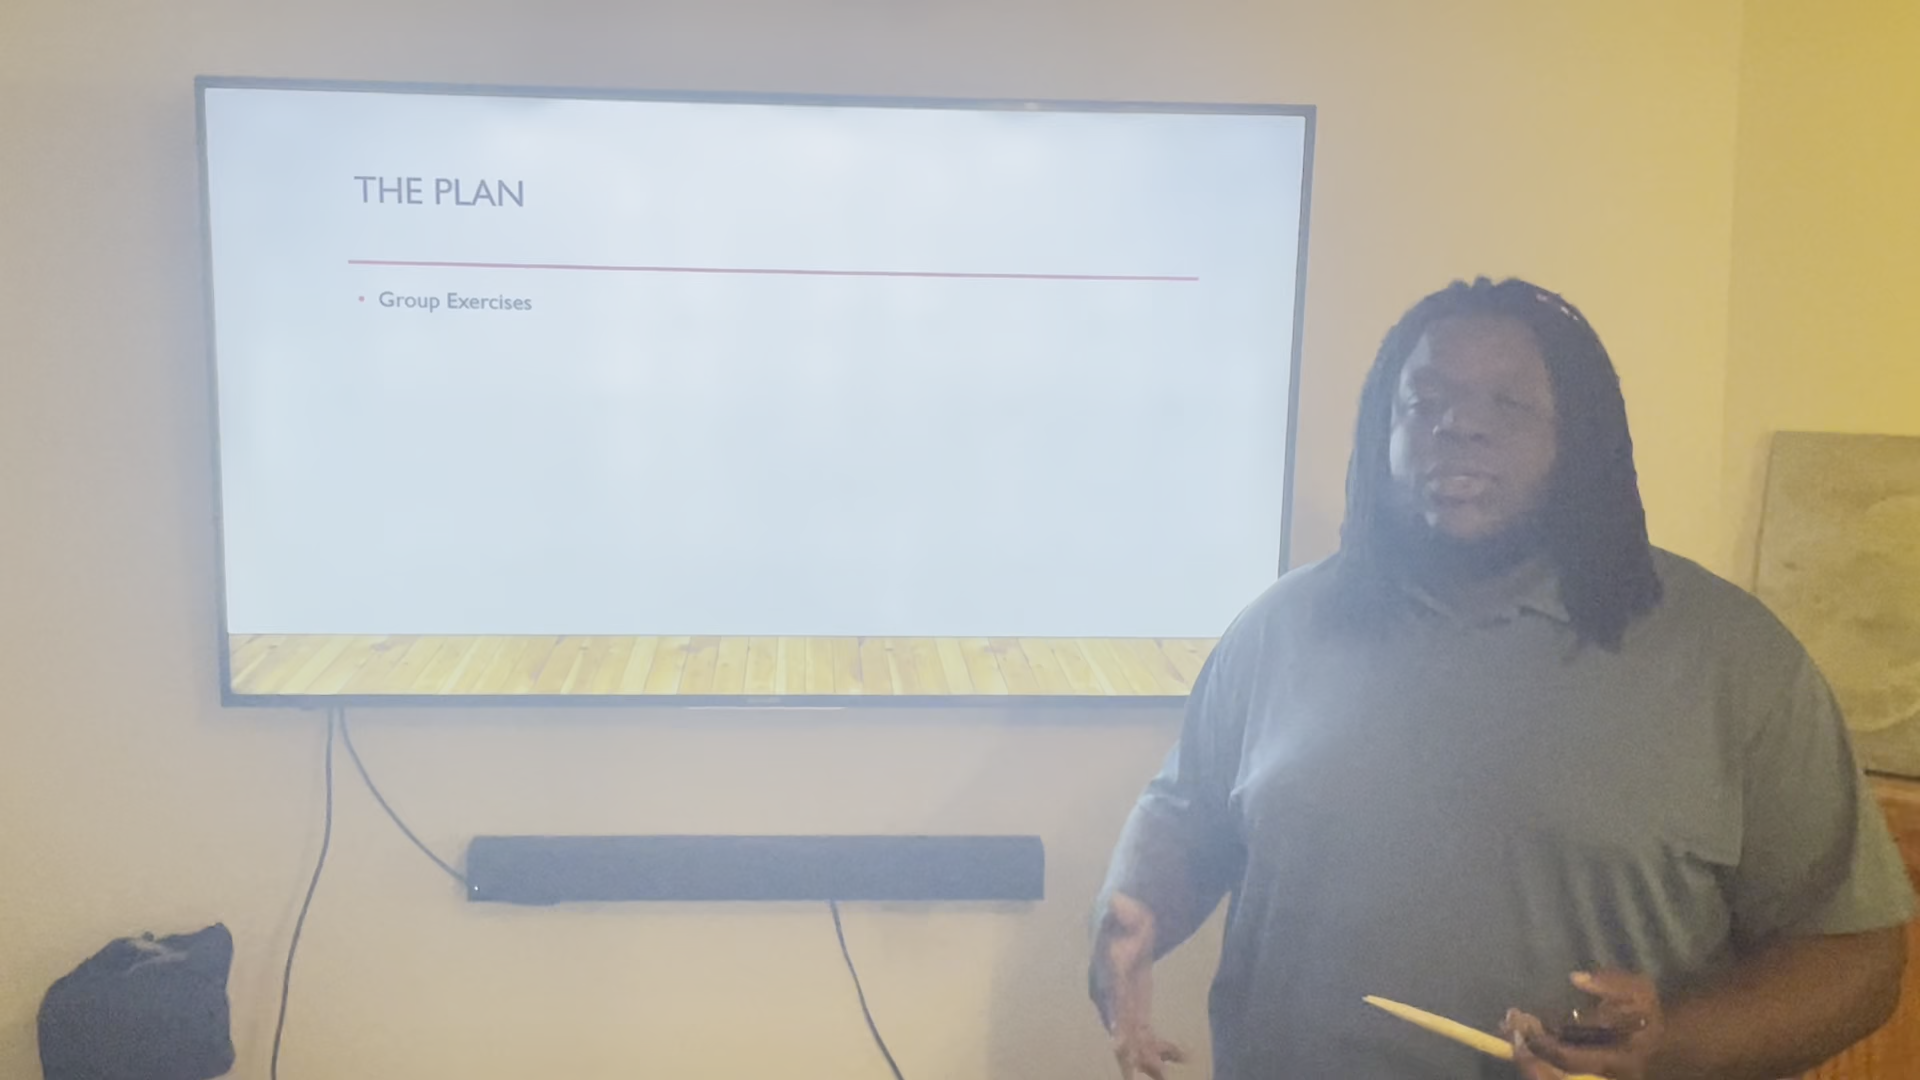 THE PLAN
• Group Exercises